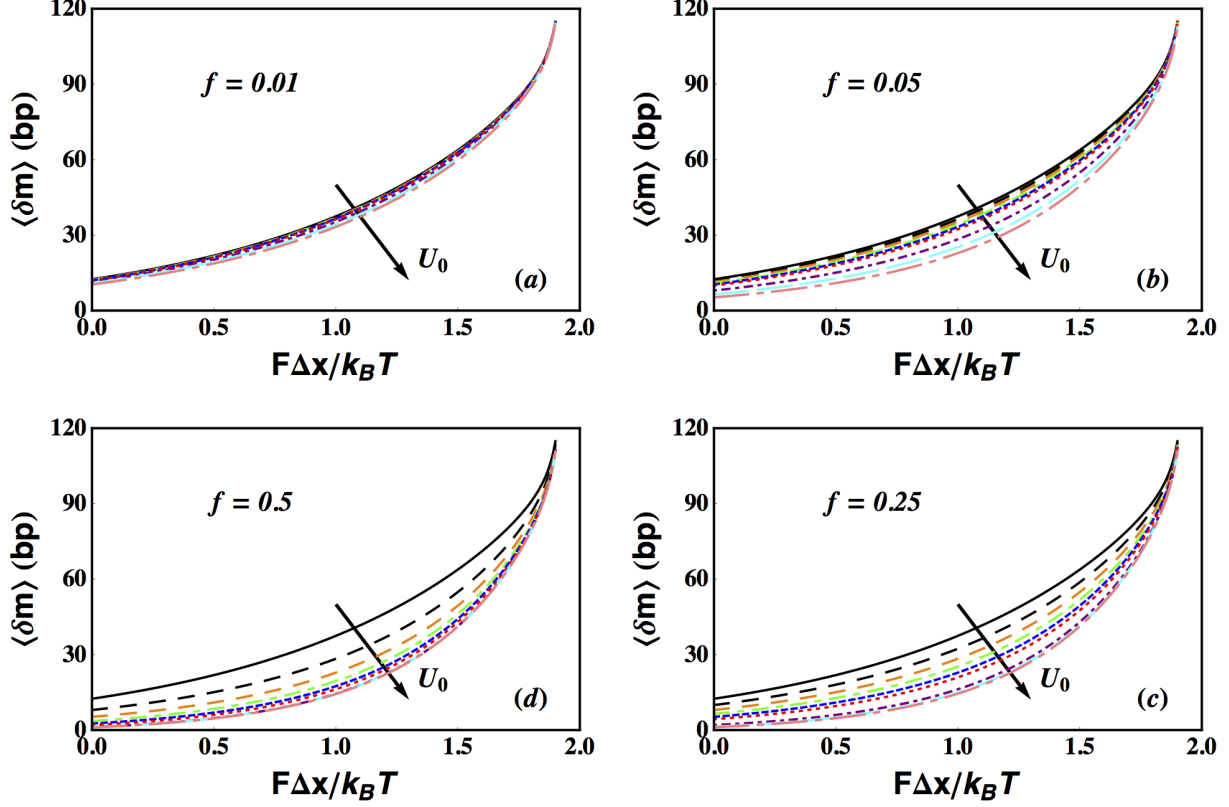 120
90
60
30
0
⟨δm⟩ (bp)
f = 0.01
U0
(a)
0.0 0.5 1.0 1.5 2.0
FΔx/kBT
120
90
60
30
0
⟨δm⟩ (bp)
f = 0.05
U0
(b)
0.0 0.5 1.0 1.5 2.0
FΔx/kBT
120
90
60
30
0
⟨δm⟩ (bp)
f = 0.5
U0
(d)
0.0 0.5 1.0 1.5 2.0
FΔx/kBT
120
90
60
30
0
⟨δm⟩ (bp)
f = 0.25
U0
(c)
0.0 0.5 1.0 1.5 2.0
FΔx/kBT